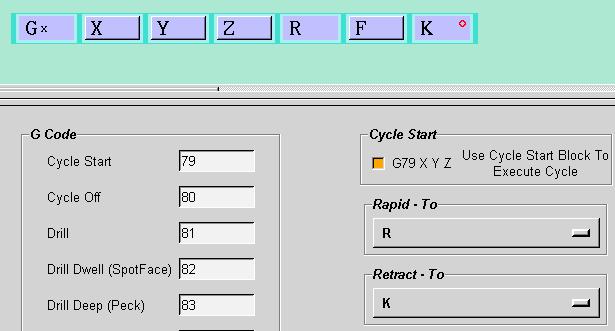 Gx X Y Z R F K
G Code
Cycle Start 79
Cycle Off 80
Drill 81
Drill Dwell (SpotFace) 82
Drill Deep (Peck) 83
Cycle Start
G79 X Y Z Use Cycle Start Block To
Execute Cycle
Rapid - To
R
Retract - To
K